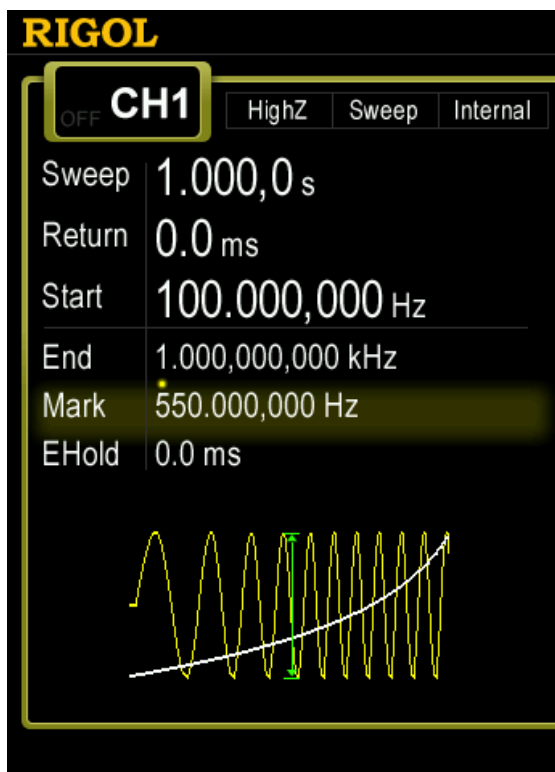 RIGOL
OFF CH1 HighZ Sweep Internal
Sweep 1.000,0 s
Return 0.0 ms
Start 100.000,000 Hz
End 1.000,000,000 kHz
Mark 550.000,000 Hz
EHold 0.0 ms